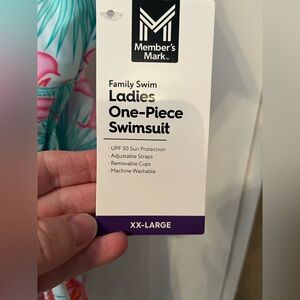 Member's
Mark™
Family Swim
Ladies
One-Piece
Swimsuit
· UPF 50 Sun Protection
· Adjustable Straps
· Removable Cups
· Machine Washable
XX-LARGE